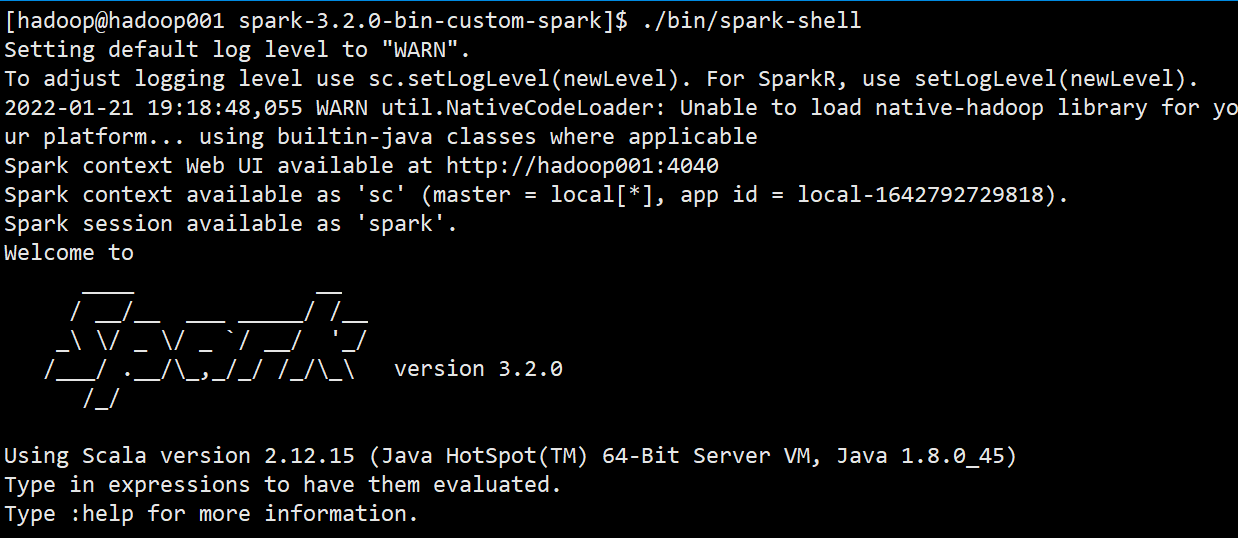 [hadoop@hadoop001 spark-3.2.0-bin-custom-spark]$ ./bin/spark-shell
Setting default log level to "WARN".
To adjust logging level use sc.setLogLevel(newLevel). For SparkR, use setLogLevel(newLevel).
2022-01-21 19:18:48,055 WARN util.NativeCodeLoader: Unable to load native-hadoop library for yo
ur platform... using builtin-java classes where applicable
Spark context Web UI available at http://hadoop001:4040
Spark context available as 'sc' (master = local[*], app id = local-1642792729818).
Spark session available as 'spark'.
Welcome to
      ____              __
     / __/__  ___ _____/ /__
    _\ \/ _ \/ _ `/ __/  '_/
   /___/ .__/\_,_/_/ /_/\_\   version 3.2.0
      /_/
Using Scala version 2.12.15 (Java HotSpot(TM) 64-Bit Server VM, Java 1.8.0_45)
Type in expressions to have them evaluated.
Type :help for more information.